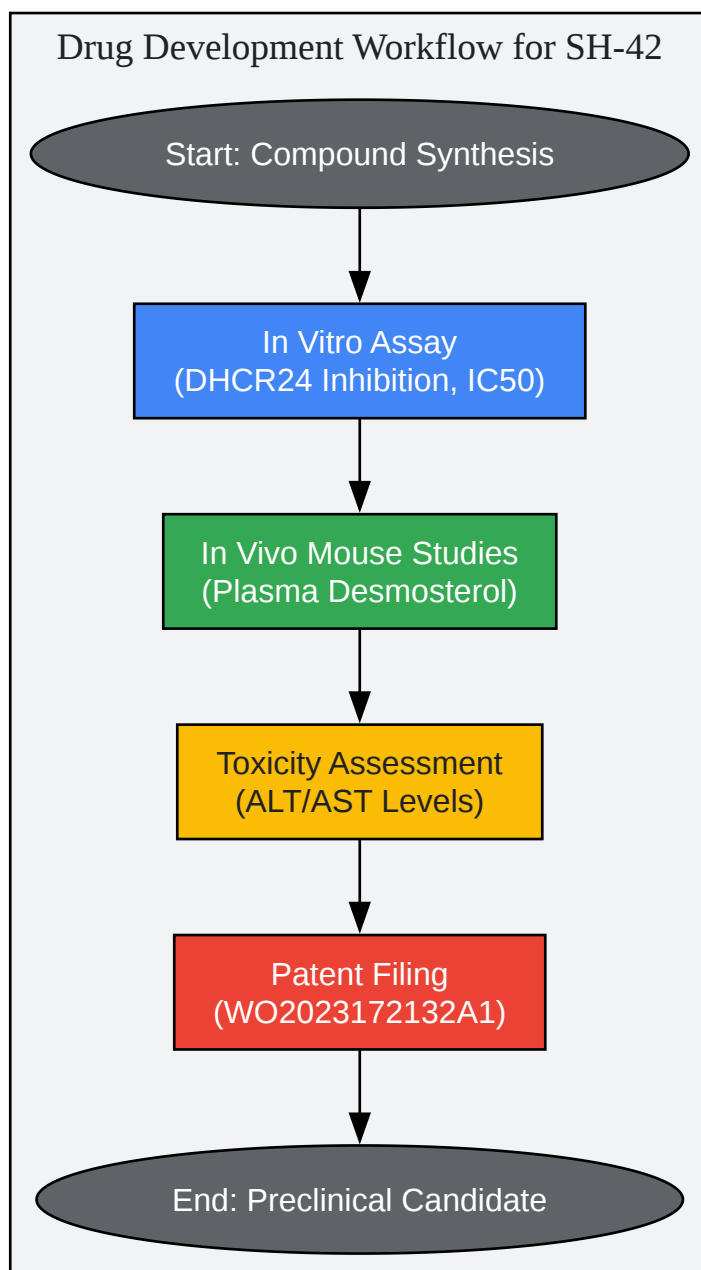 Drug Development Workflow for SH-42
Start: Compound Synthesis
In Vitro Assay
(DHCR24 Inhibition, IC50)
In Vivo Mouse Studies
(Plasma Desmosterol)
Toxicity Assessment
(ALT/AST Levels)
Patent Filing
(WO2023172132A1)
End: Preclinical Candidate